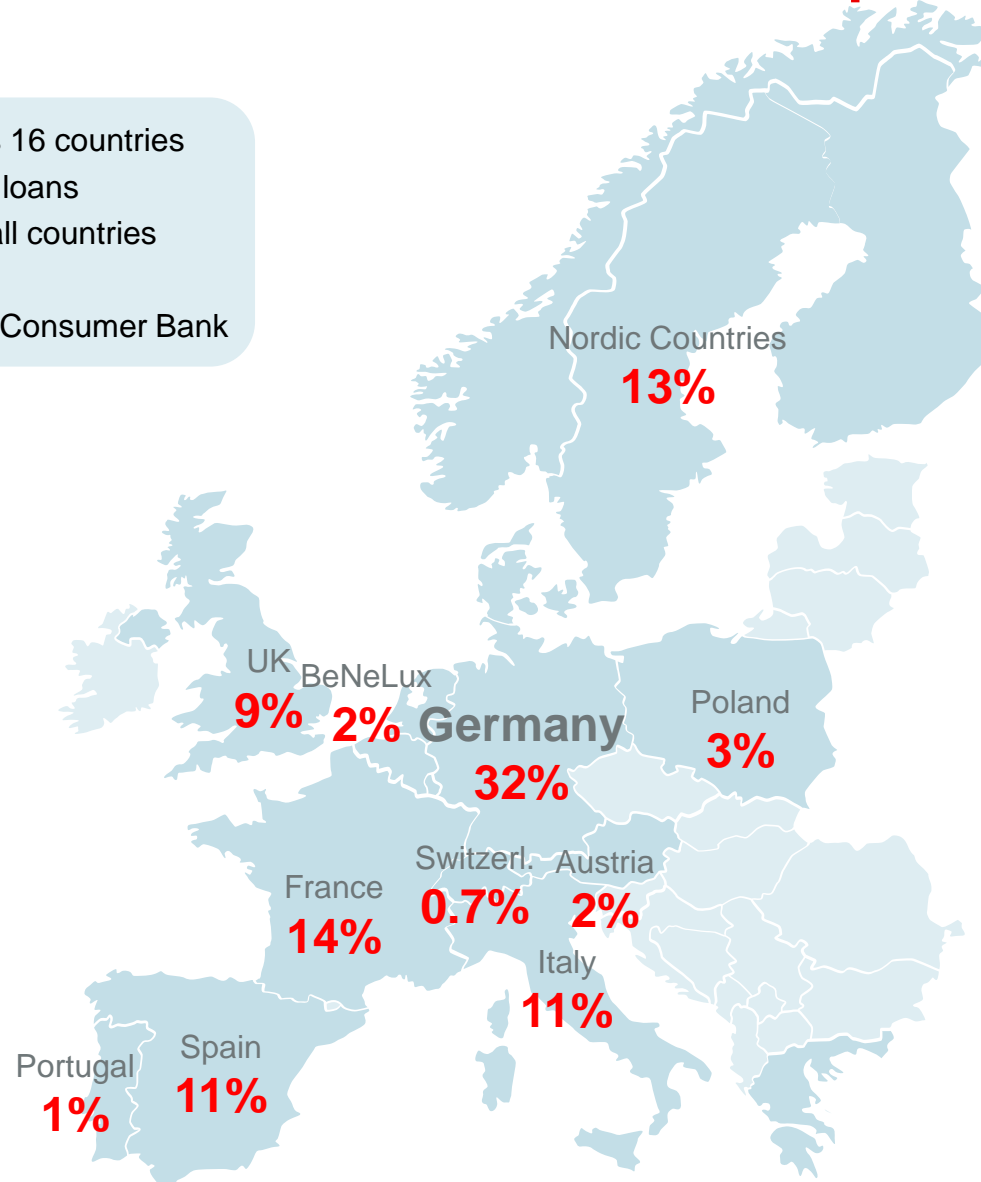 16 countries
loans
all countries
Consumer Bank
Nordic Countries
13%
UK
9%
BeNeLux
2%
Germany
32%
Poland
3%
Switzerl.
0.7%
Austria
2%
France
14%
Italy
11%
Spain
11%
Portugal
1%